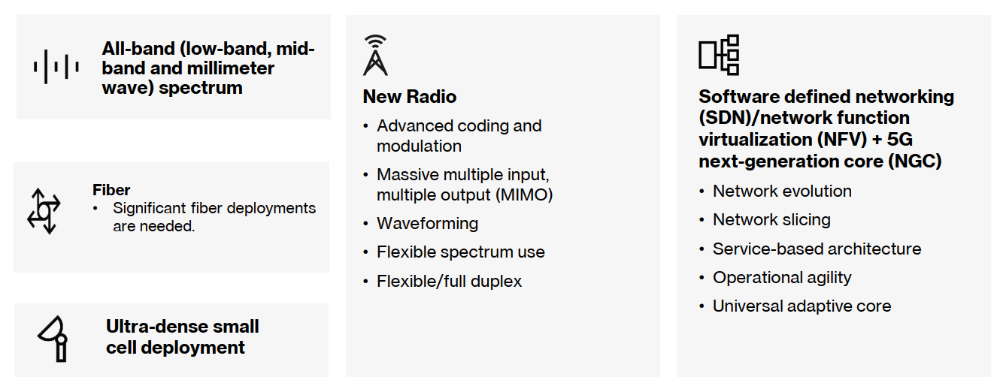 All-band (low-band, mid-
band and millimeter
wave) spectrum
Fiber
• Significant fiber deployments
are needed.
Ultra-dense small
cell deployment
New Radio
• Advanced coding and
modulation
• Massive multiple input,
multiple output (MIMO)
• Waveforming
• Flexible spectrum use
• Flexible/full duplex
Software defined networking
(SDN)/network function
virtualization (NFV) + 5G
next-generation core (NGC)
• Network evolution
• Network slicing
• Service-based architecture
• Operational agility
• Universal adaptive core